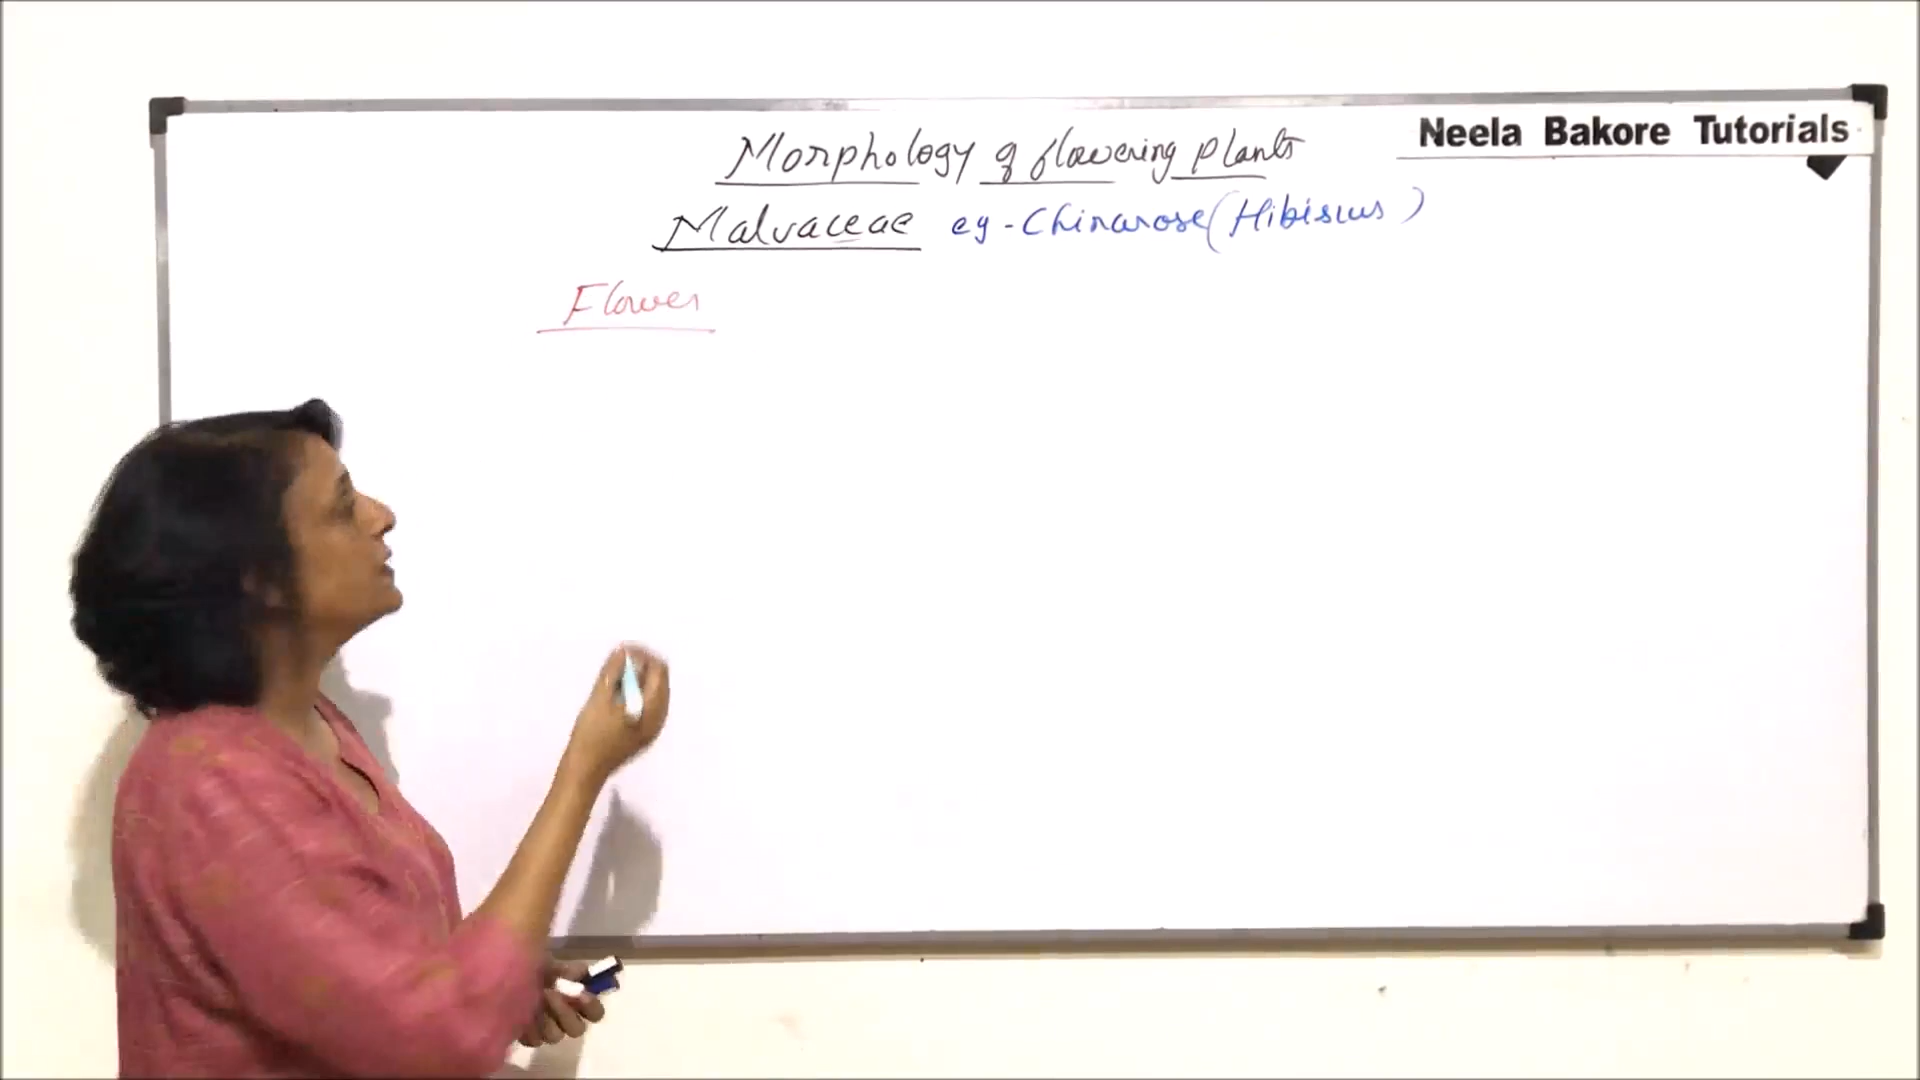 Neela Bakore Tutorials
Morphology of flowering plants
Malvaceae eg - Chinarose (Hibiscus)
Flower